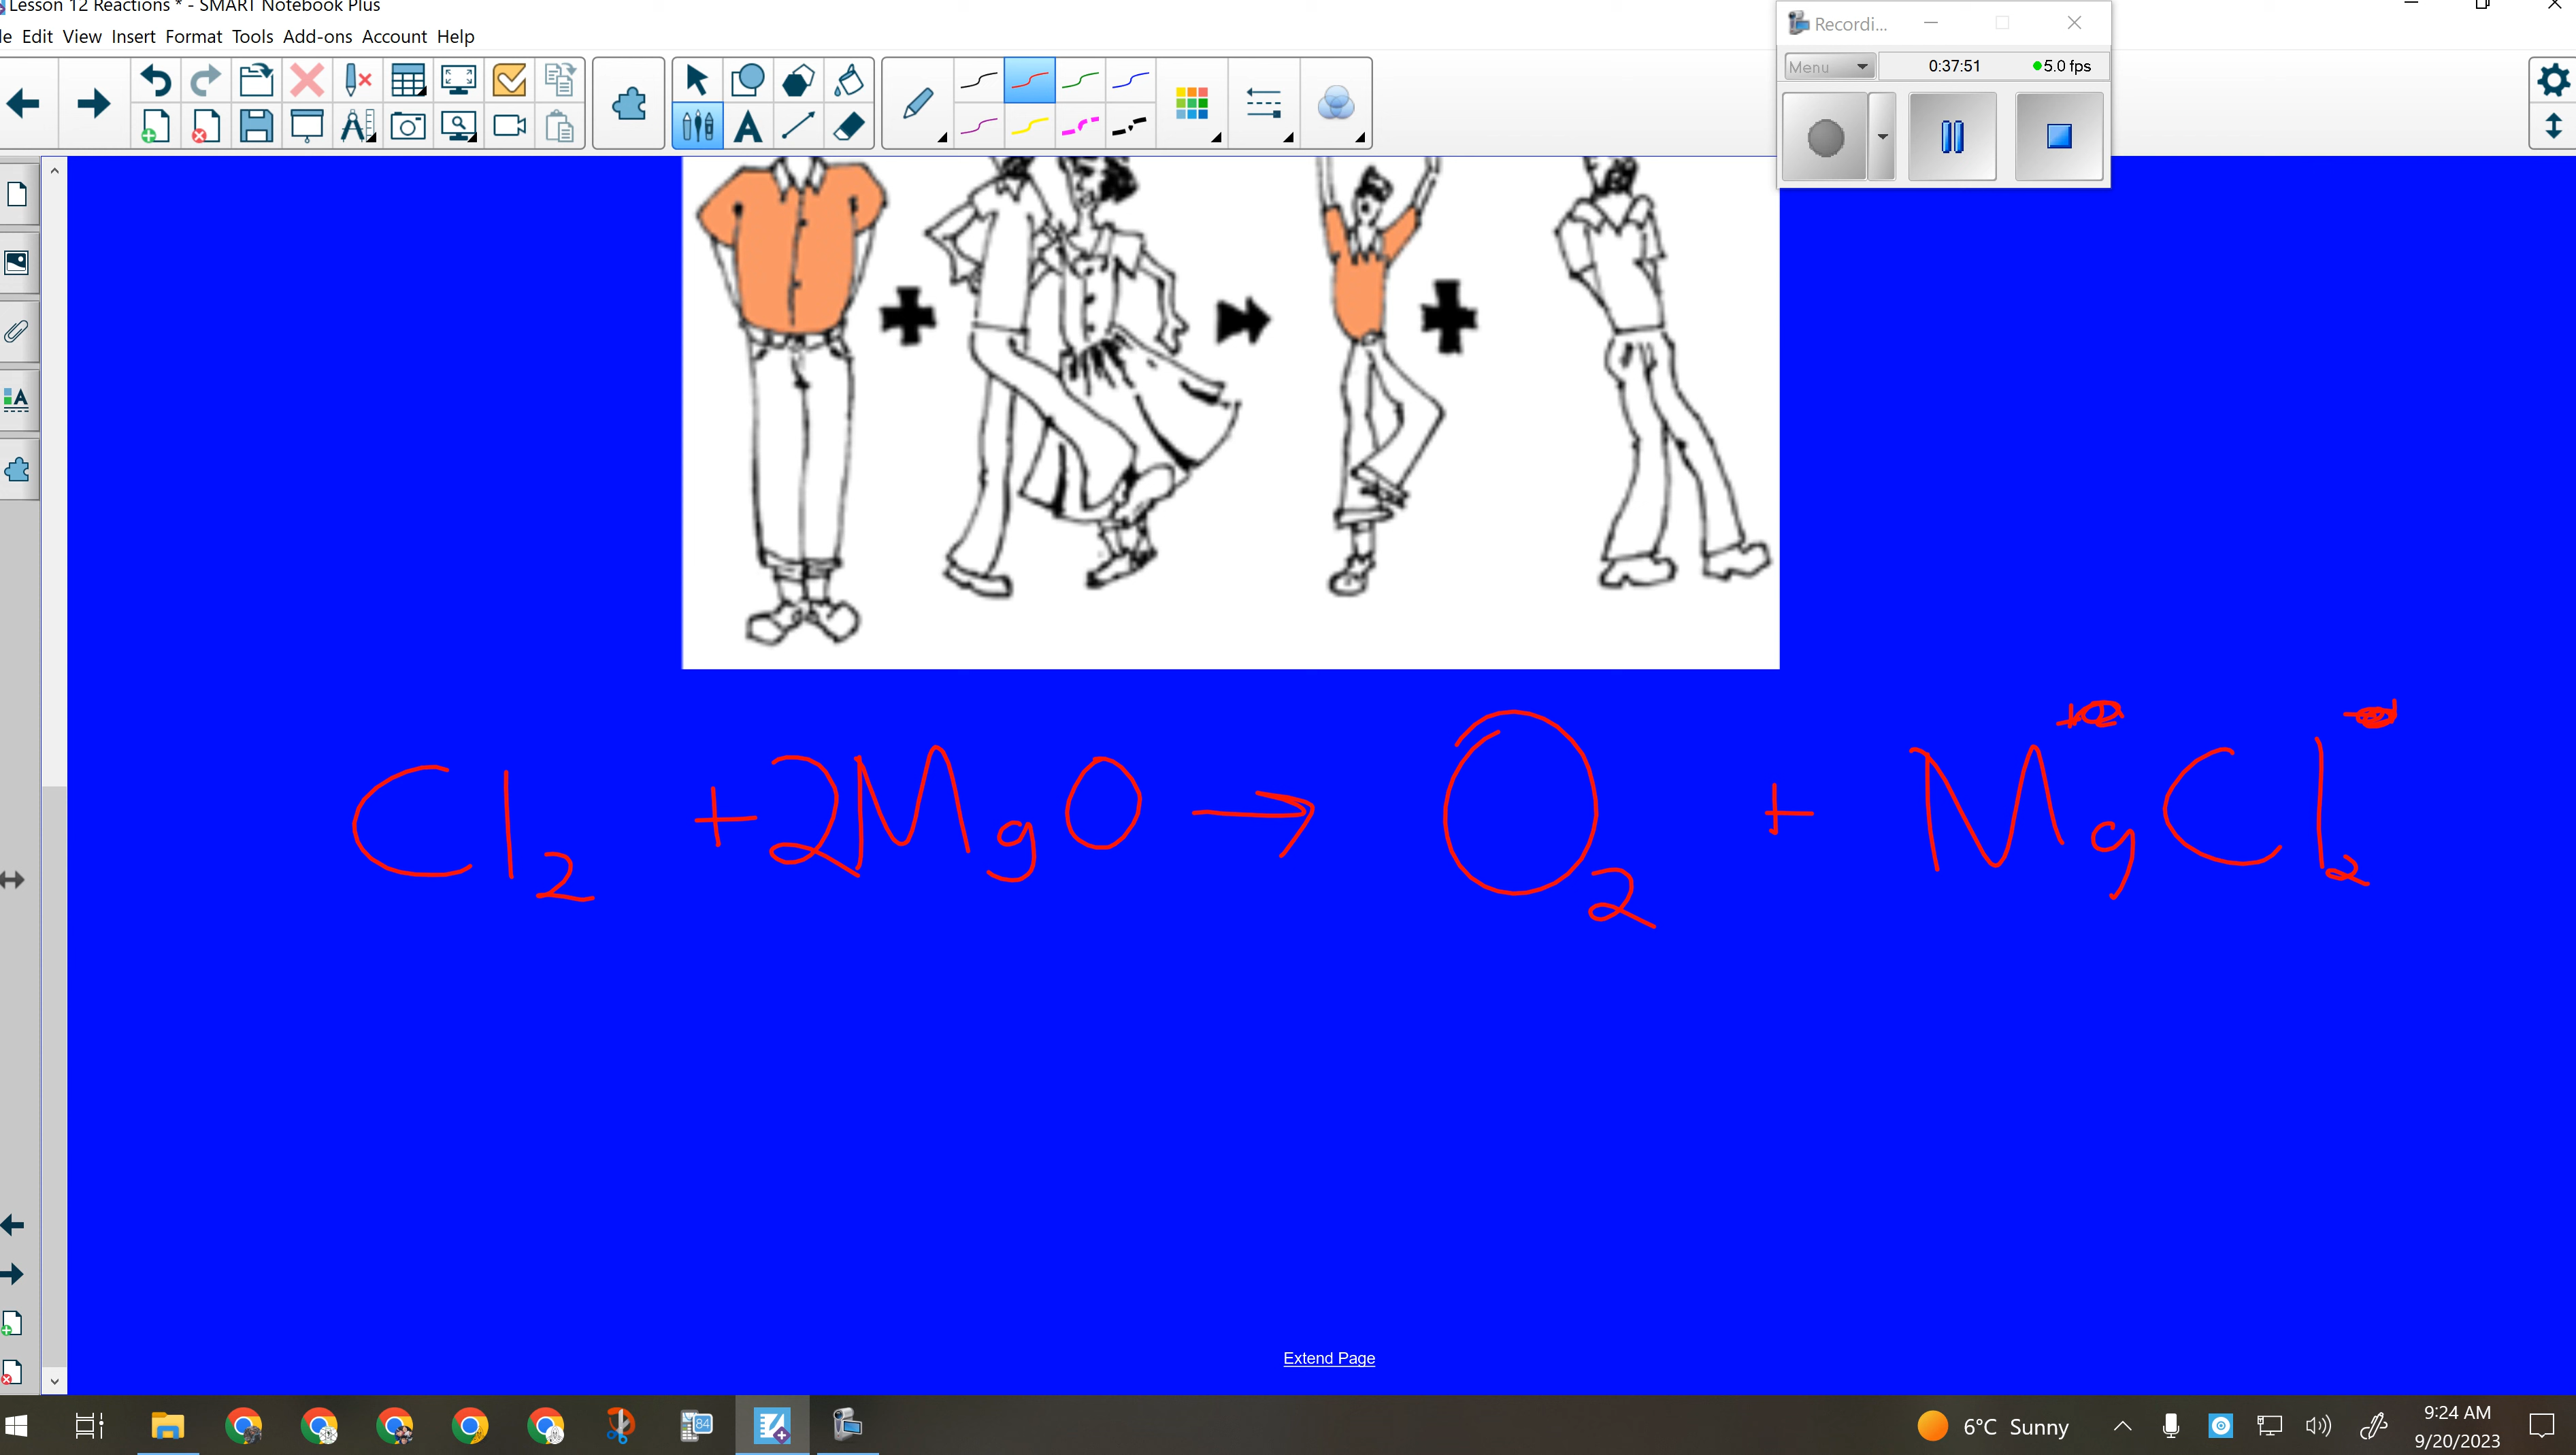 Lesson 12 Reactions * - SMART Notebook Plus
le Edit View Insert Format Tools Add-ons Account Help
Recordi...
Menu 0:37:51 5.0 fps
Cl₂ + 2MgO → O₂ + MgCl₂
Extend Page
84
6°C Sunny
9:24 AM
9/20/2023